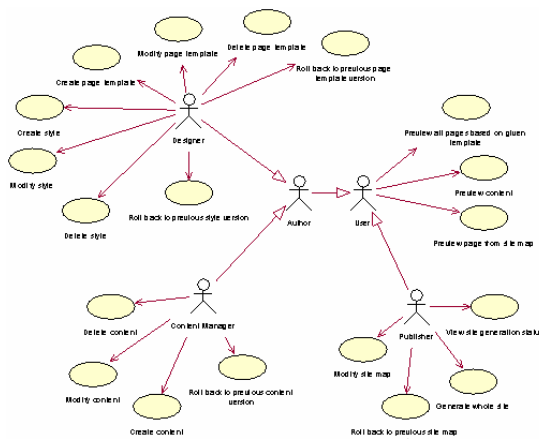 Delete page template
Modify page template
Roll back to previous page
template version
Create page template
Create style
Designer
Preview all pages based on given
template
Modify style
Preview content
Roll back to previous style version
Delete style
Author
User
Preview page from site map
Content Manager
Delete content
View site generation status
Publisher
Modify site map
Modify content
Roll back to previous content
version
Create content
Generate whole site
Roll back to previous site map